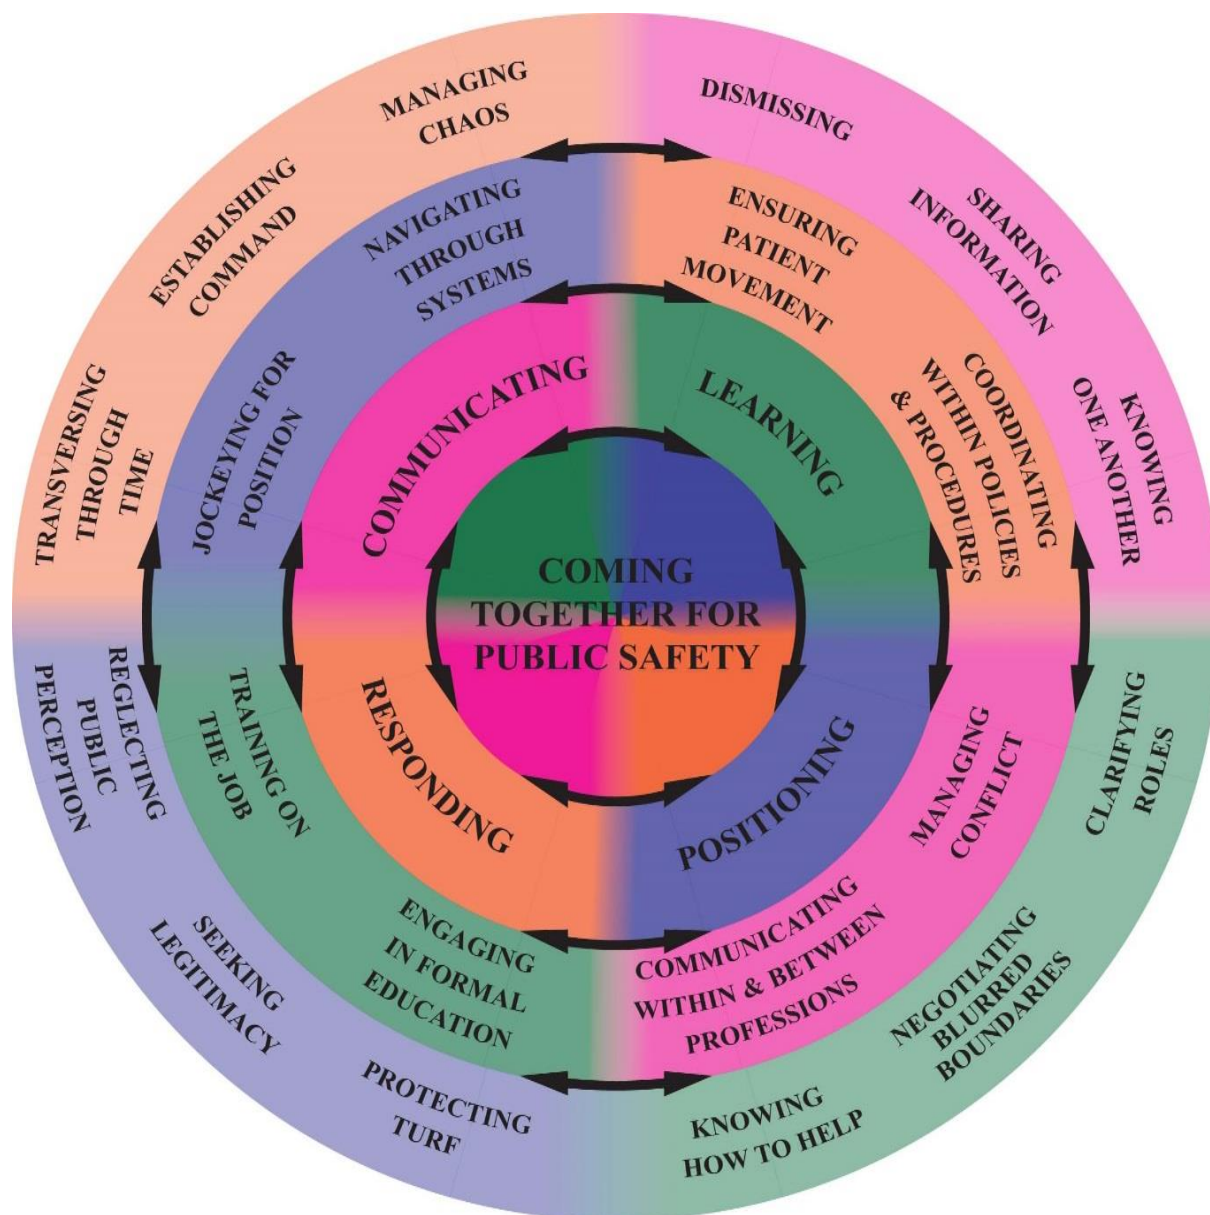 MANAGING
CHAOS
DISMISSING
ESTABLISHING
COMMAND
SHARING
INFORMATION
TRANSVERSING
THROUGH
TIME
KNOWING
ONE ANOTHER
NAVIGATING
THROUGH
SYSTEMS
ENSURING
PATIENT
MOVEMENT
JOCKEYING FOR
POSITION
COORDINATING
WITHIN POLICIES
& PROCEDURES
COMMUNICATING
LEARNING
COMING
TOGETHER FOR
PUBLIC SAFETY
RESPONDING
POSITIONING
TRAINING ON
THE JOB
MANAGING
CONFLICT
ENGAGING
IN FORMAL
EDUCATION
COMMUNICATING
WITHIN & BETWEEN
PROFESSIONS
REGLECTING
PUBLIC
PERCEPTION
CLARIFYING
ROLES
SEEKING
LEGITIMACY
NEGOTIATING
BLURRED
BOUNDARIES
PROTECTING
TURF
KNOWING
HOW TO HELP